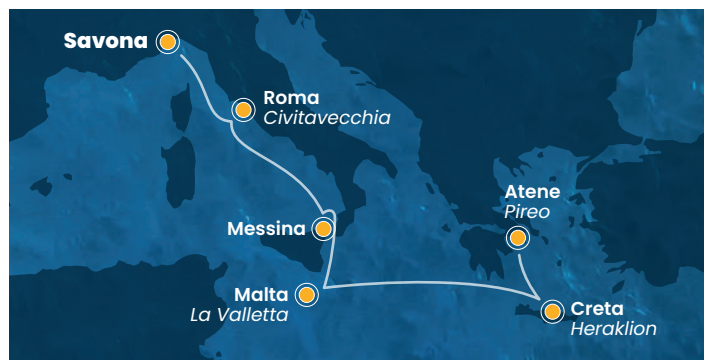 Savona
Roma
Civitavecchia
Messina
Malta
La Valletta
Atene
Pireo
Creta
Heraklion